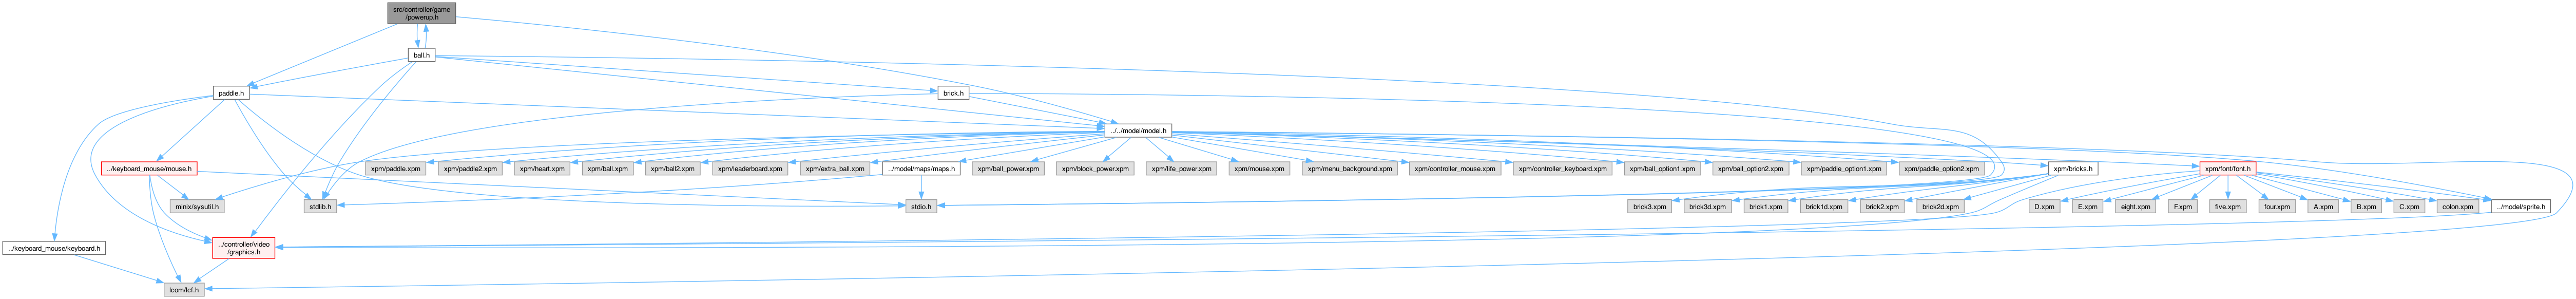 src/controller/game
/powerup.h
ball.h
paddle.h
brick.h
../../model/model.h
../keyboard_mouse/mouse.h
xpm/paddle.xpm
xpm/paddle2.xpm
xpm/heart.xpm
xpm/ball.xpm
xpm/ball2.xpm
xpm/leaderboard.xpm
xpm/extra_ball.xpm
../model/maps/maps.h
xpm/ball_power.xpm
xpm/block_power.xpm
xpm/life_power.xpm
xpm/mouse.xpm
xpm/menu_background.xpm
xpm/controller_mouse.xpm
xpm/controller_keyboard.xpm
xpm/ball_option1.xpm
xpm/ball_option2.xpm
xpm/paddle_option1.xpm
xpm/paddle_option2.xpm
xpm/bricks.h
xpm/font/font.h
minix/sysutil.h
stdlib.h
stdio.h
brick3.xpm
brick3d.xpm
brick1.xpm
brick1d.xpm
brick2.xpm
brick2d.xpm
D.xpm
E.xpm
eight.xpm
F.xpm
five.xpm
four.xpm
A.xpm
B.xpm
C.xpm
colon.xpm
../model/sprite.h
../keyboard_mouse/keyboard.h
../controller/video
/graphics.h
lcom/lcf.h